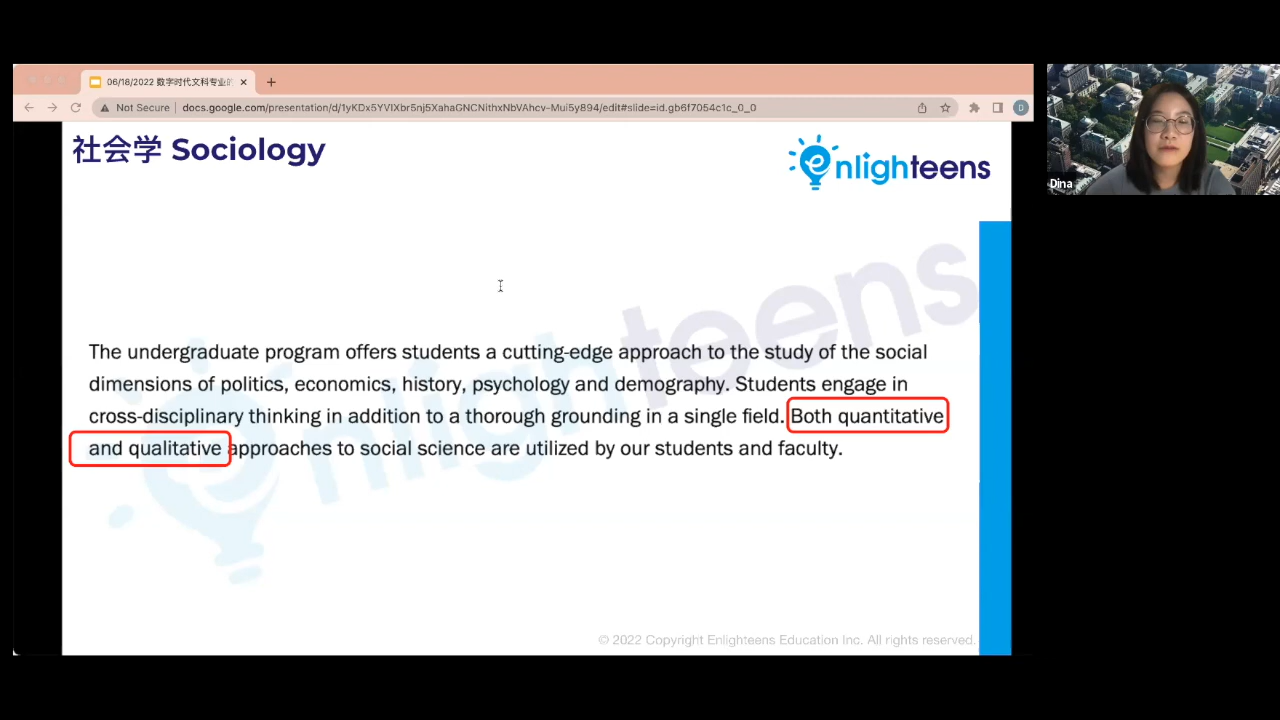 06/18/2022 数字时代文科专业的
Not Secure
docs.google.com/presentation/d/1yKDx5YVIXbr5nj5XahaGNCNithxNbVAhcv-Mui5y894/edit#slide=id.gb6f7054c1c_0_0
D
社会学 Sociology
enlighteens
Dina
enlighteens
The undergraduate program offers students a cutting-edge approach to the study of the social
dimensions of politics, economics, history, psychology and demography. Students engage in
cross-disciplinary thinking in addition to a thorough grounding in a single field. Both quantitative
and qualitative approaches to social science are utilized by our students and faculty.
© 2022 Copyright Enlighteens Education Inc. All rights reserved.